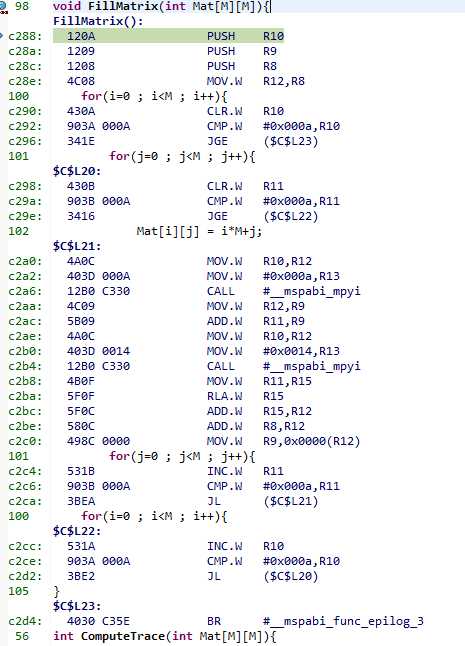 98 void FillMatrix(int Mat[M][M]){
FillMatrix():
c288: 120A PUSH R10
c28a: 1209 PUSH R9
c28c: 1208 PUSH R8
c28e: 4C08 MOV.W R12,R8
100 for(i=0 ; i<M ; i++){
c290: 430A CLR.W R10
c292: 903A 000A CMP.W #0x000a,R10
c296: 341E JGE ($C$L23)
101 for(j=0 ; j<M ; j++){
$C$L20:
c298: 430B CLR.W R11
c29a: 903B 000A CMP.W #0x000a,R11
c29e: 3416 JGE ($C$L22)
102 Mat[i][j] = i*M+j;
$C$L21:
c2a0: 4A0C MOV.W R10,R12
c2a2: 403D 000A MOV.W #0x000a,R13
c2a6: 12B0 C330 CALL #__mspabi_mpyi
c2aa: 4C09 MOV.W R12,R9
c2ac: 5B09 ADD.W R11,R9
c2ae: 4A0C MOV.W R10,R12
c2b0: 403D 0014 MOV.W #0x0014,R13
c2b4: 12B0 C330 CALL #__mspabi_mpyi
c2b8: 4B0F MOV.W R11,R15
c2ba: 5F0F RLA.W R15
c2bc: 5F0C ADD.W R15,R12
c2be: 580C ADD.W R8,R12
c2c0: 498C 0000 MOV.W R9,0x0000(R12)
101 for(j=0 ; j<M ; j++){
c2c4: 531B INC.W R11
c2c6: 903B 000A CMP.W #0x000a,R11
c2ca: 3BEA JL ($C$L21)
100 for(i=0 ; i<M ; i++){
$C$L22:
c2cc: 531A INC.W R10
c2ce: 903A 000A CMP.W #0x000a,R10
c2d2: 3BE2 JL ($C$L20)
105 }
$C$L23:
c2d4: 4030 C35E BR #__mspabi_func_epilog_3
56 int ComputeTrace(int Mat[M][M]){